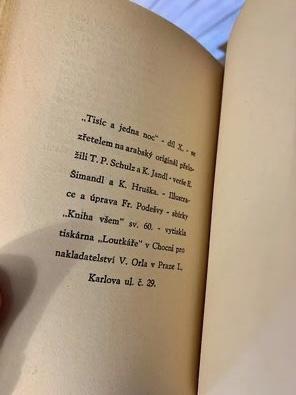 „Tisíc a jedna noc“ - díl X. - se
zřetelem na arabský originál přelo-
žili T. P. Schulz a K. Jandl - verše E.
Šimandl a K. Hruška. - Illustra-
ce a úprava Fr. Podešvy - sbírky
„Kniha všem“ sv. 60. - vytiskla
tiskárna „Loutkáře“ v Chocni pro
nakladatelství V. Orla v Praze I.,
Karlova ul. č. 29.